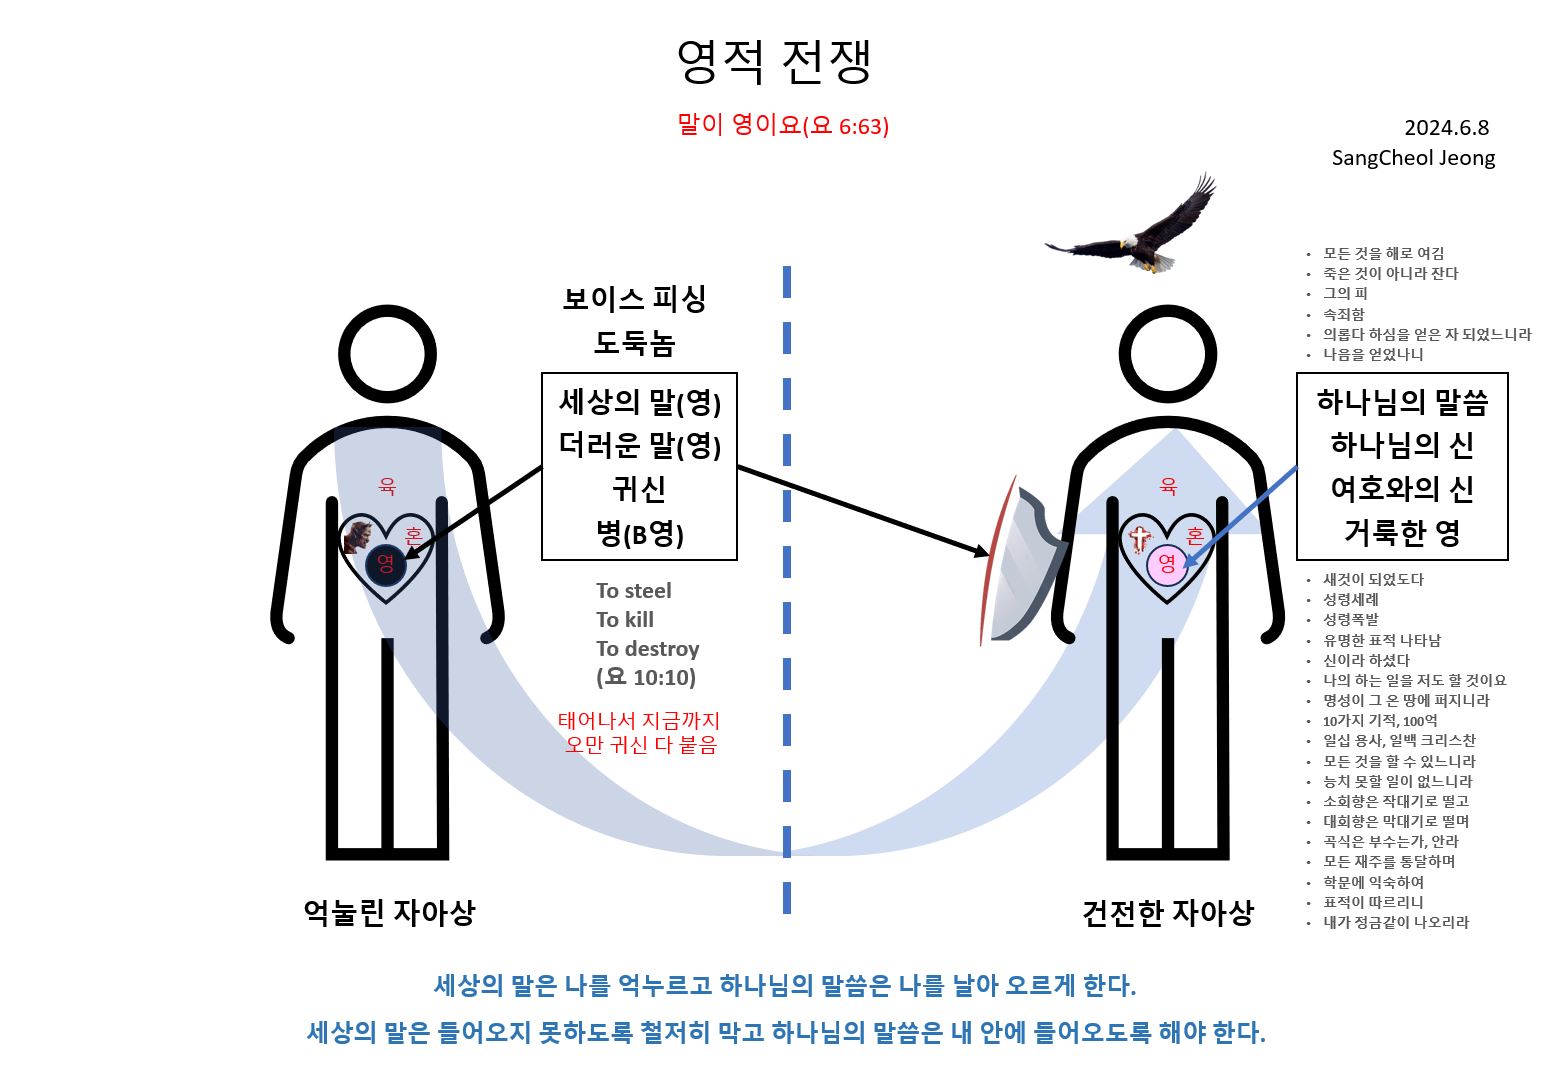 영적 전쟁
말이 영이요(요 6:63)
2024.6.8
SangCheol Jeong
보이스 피싱
도둑놈
세상의 말(영)
더러운 말(영)
귀신
병(B영)
To steel
To kill
To destroy
(요 10:10)
태어나서 지금까지
오만 귀신 다 붙음
육
혼
영
억눌린 자아상
육
혼
영
건전한 자아상
• 모든 것을 해로 여김
• 죽은 것이 아니라 잔다
• 그의 피
• 속죄함
• 의롭다 하심을 얻은 자 되었느니라
• 나음을 얻었나니
하나님의 말씀
하나님의 신
여호와의 신
거룩한 영
• 새것이 되었도다
• 성령세례
• 성령폭발
• 유명한 표적 나타남
• 신이라 하셨다
• 나의 하는 일을 저도 할 것이요
• 명성이 그 온 땅에 퍼지니라
• 10가지 기적, 100억
• 일십 용사, 일백 크리스찬
• 모든 것을 할 수 있느니라
• 능치 못할 일이 없느니라
• 소회향은 작대기로 떨고
• 대회향은 막대기로 떨며
• 곡식은 부수는가, 안라
• 모든 재주를 통달하며
• 학문에 익숙하여
• 표적이 따르리니
• 내가 정금같이 나오리라
세상의 말은 나를 억누르고 하나님의 말씀은 나를 날아 오르게 한다.
세상의 말은 들어오지 못하도록 철저히 막고 하나님의 말씀은 내 안에 들어오도록 해야 한다.